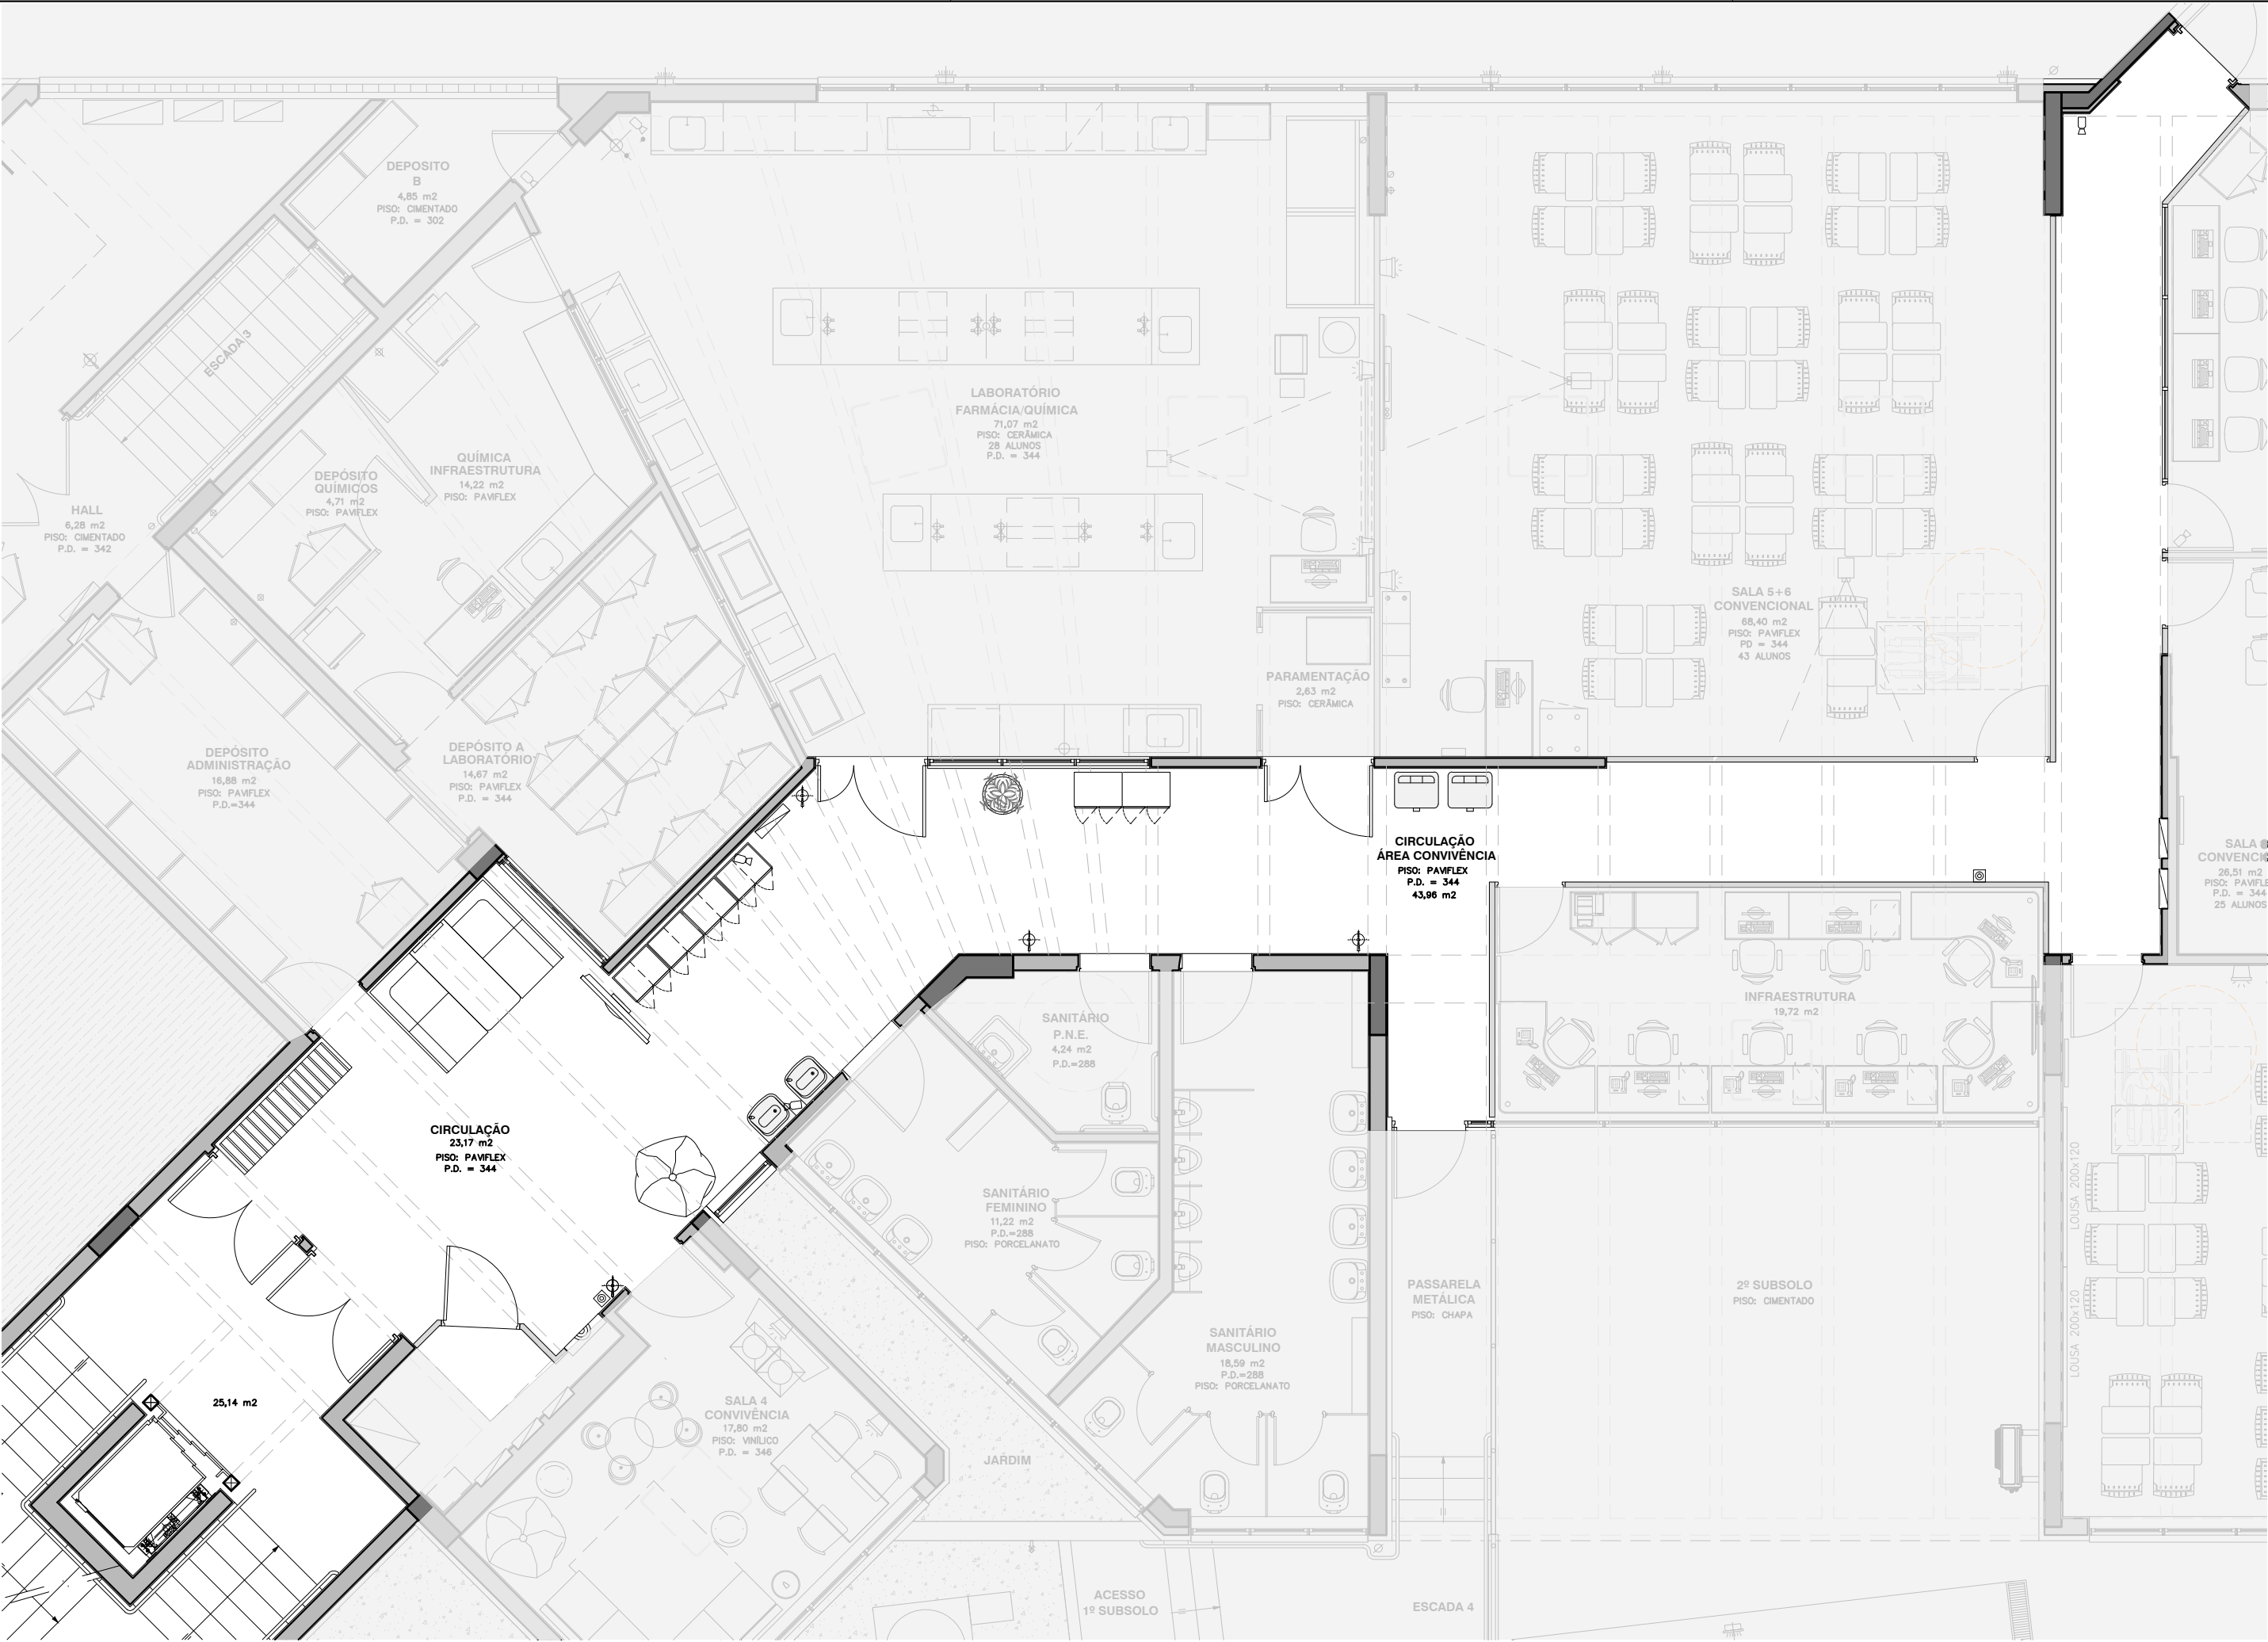 DEPOSITO
B
4,85 m2
PISO: CIMENTADO
P.D. = 302
ESCADA 3
LABORATÓRIO
FARMÁCIA/QUÍMICA
71,07 m2
PISO: CERÂMICA
28 ALUNOS
P.D. = 344
QUÍMICA
INFRAESTRUTURA
14,22 m2
PISO: PAVIFLEX
DEPÓSITO
QUÍMICOS
4,71 m2
PISO: PAVIFLEX
HALL
6,28 m2
PISO: CIMENTADO
P.D. = 342
SALA 5+6
CONVENCIONAL
68,40 m2
PISO: PAVIFLEX
PD = 344
43 ALUNOS
PARAMENTAÇÃO
2,63 m2
PISO: CERÂMICA
DEPÓSITO
ADMINISTRAÇÃO
16,88 m2
PISO: PAVIFLEX
P.D.=344
DEPÓSITO A
LABORATÓRIO
14,67 m2
PISO: PAVIFLEX
P.D. = 344
CIRCULAÇÃO
ÁREA CONVIVÊNCIA
PISO: PAVIFLEX
P.D. = 344
43,96 m2
SALA
CONVENCI
26,51 m2
PISO: PAVIFLE
P.D. = 344
25 ALUNOS
INFRAESTRUTURA
19,72 m2
SANITÁRIO
P.N.E.
4,24 m2
P.D.=288
CIRCULAÇÃO
23,17 m2
PISO: PAVIFLEX
P.D. = 344
SANITÁRIO
FEMININO
11,22 m2
P.D.=288
PISO: PORCELANATO
LOUSA 200x120
LOUSA 200x120
PASSARELA
METÁLICA
PISO: CHAPA
2º SUBSOLO
PISO: CIMENTADO
SANITÁRIO
MASCULINO
18,59 m2
P.D.=288
PISO: PORCELANATO
25,14 m2
SALA 4
CONVIVÊNCIA
17,80 m2
PISO: VINÍLICO
P.D. = 346
JARDIM
ACESSO
1º SUBSOLO
ESCADA 4